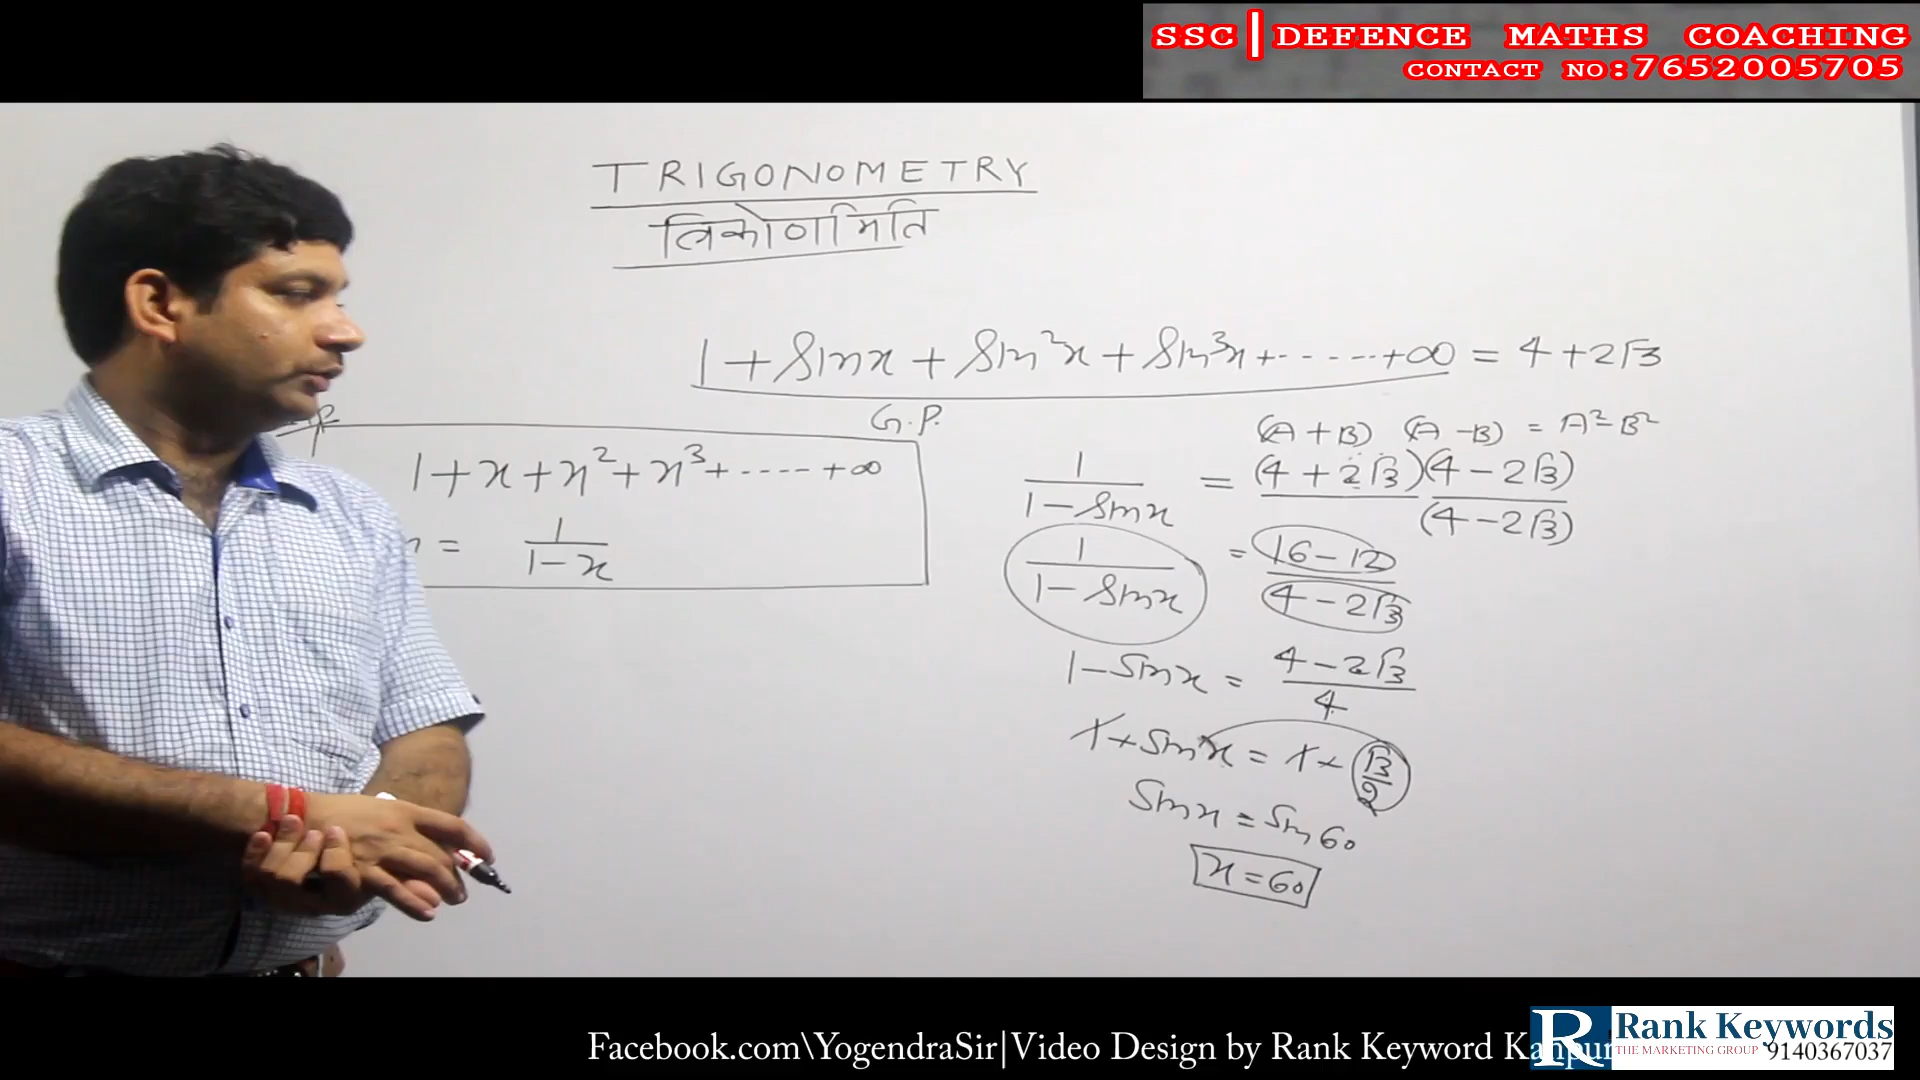 SSC|DEFENCE MATHS COACHING
CONTACT NO:7652005705
TRIGONOMETRY
त्रिकोणमिति
1 + sinx + sin²x + sin³x + ------ + ∞ = 4 + 2√3
G.P.
1 + x + x² + x³ + ----- + ∞
= 1/(1-x)
(A + B) (A - B) = A² - B²
1/(1 - sinx) = (4 + 2√3)(4 - 2√3)/(4 - 2√3)
1/(1 - sinx) = (16 - 12)/(4 - 2√3)
1 - sinx = (4 - 2√3)/4
1 + sinx = 1 + √3/2
sinx = sin 60
x = 60
Facebook.com\YogendraSir|Video Design by Rank Keyword Kanpur
R Rank Keywords
THE MARKETING GROUP
9140367037